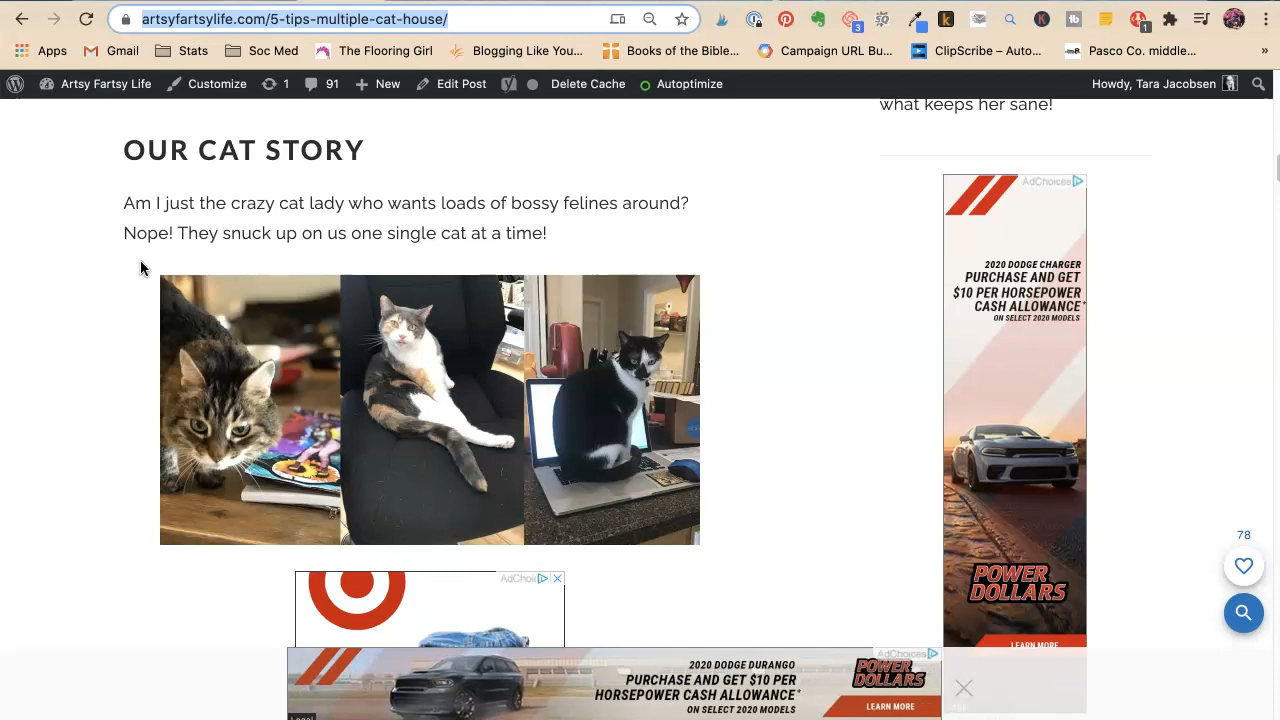 artsyfartsylife.com/5-tips-multiple-cat-house/
3
1
Apps
Gmail
Stats
Soc Med
The Flooring Girl
Blogging Like You...
Books of the Bible...
Campaign URL Bu...
ClipScribe – Auto...
Pasco Co. middle...
»
Artsy Fartsy Life
Customize
1
91
New
Edit Post
Delete Cache
Autoptimize
Howdy, Tara Jacobsen
what keeps her sane!
OUR CAT STORY
Am I just the crazy cat lady who wants loads of bossy felines around?
Nope! They snuck up on us one single cat at a time!
AdChoices
2020 DODGE CHARGER
PURCHASE AND GET
$10 PER HORSEPOWER
CASH ALLOWANCE*
ON SELECT 2020 MODELS
POWER
DOLLARS
LEARN MORE
78
AdChoi
AdChoices
2020 DODGE DURANGO
PURCHASE AND GET $10 PER
HORSEPOWER CASH ALLOWANCE*
ON SELECT 2020 MODELS
POWER
DOLLARS
LEARN MORE
Legal